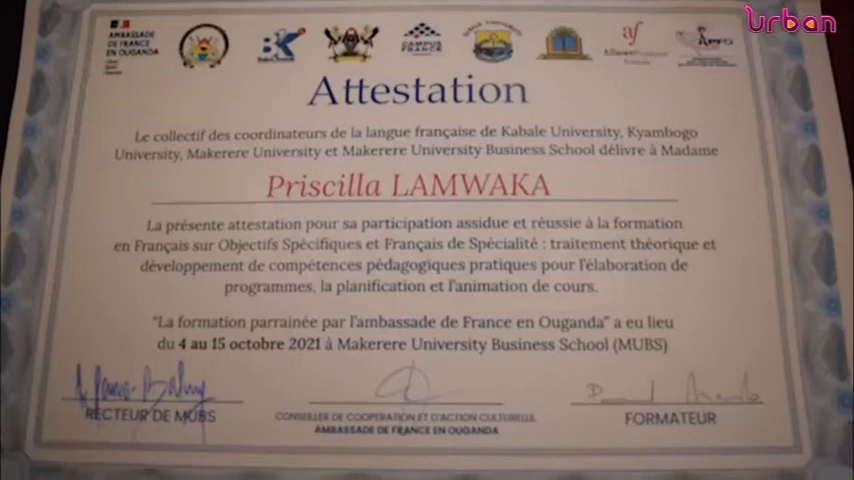 Urban
AMBASSADE
DE FRANCE
EN OUGANDA
CAMPUS
FRANCE
Attestation
Le collectif des coordinateurs de la langue française de Kabale University, Kyambogo
University, Makerere University et Makerere University Business School délivre à Madame
Priscilla LAMWAKA
La présente attestation pour sa participation assidue et réussie à la formation
en Français sur Objectifs Spécifiques et Français de Spécialité : traitement théorique et
développement de compétences pédagogiques pratiques pour l'élaboration de
programmes, la planification et l'animation de cours.
"La formation parrainée par l'ambassade de France en Ouganda" a eu lieu
du 4 au 15 octobre 2021 à Makerere University Business School (MUBS)
RECTEUR DE MUBS
CONSEILLER DE COOPERATION ET D'ACTION CULTURELLE
AMBASSADE DE FRANCE EN OUGANDA
FORMATEUR